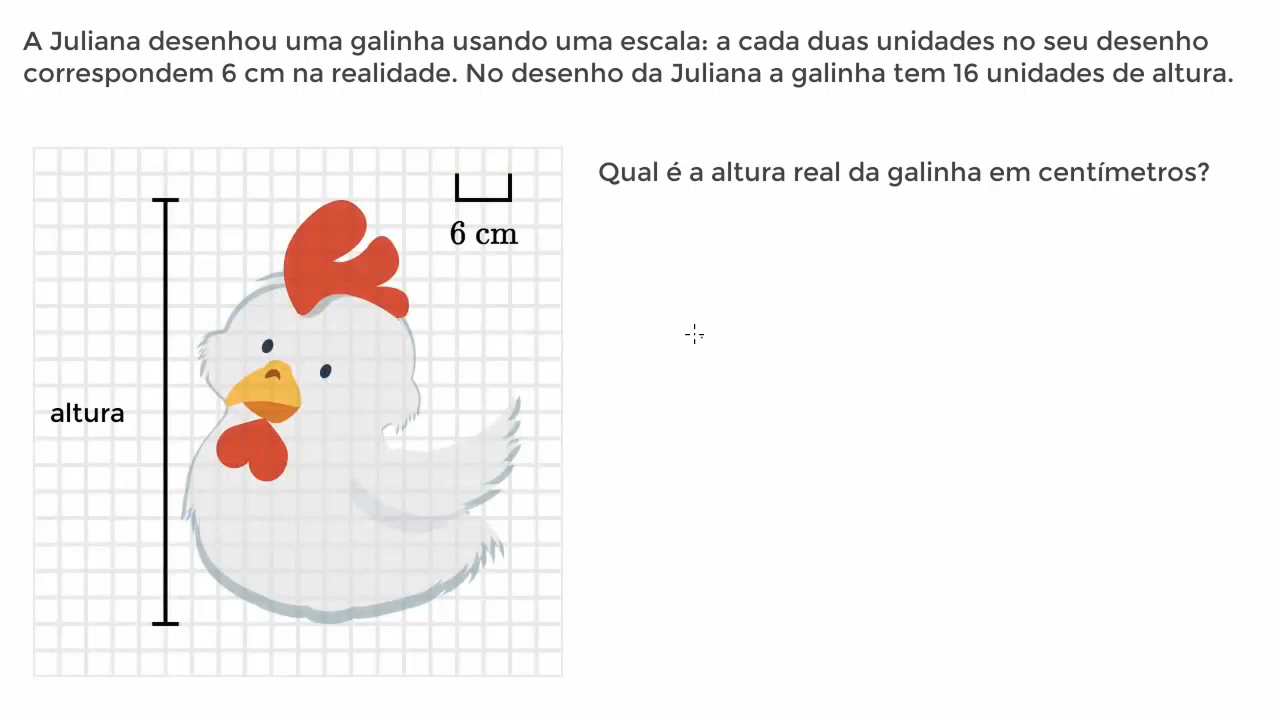 A Juliana desenhou uma galinha usando uma escala: a cada duas unidades no seu desenho
correspondem 6 cm na realidade. No desenho da Juliana a galinha tem 16 unidades de altura.
Qual é a altura real da galinha em centímetros?
6 cm
altura